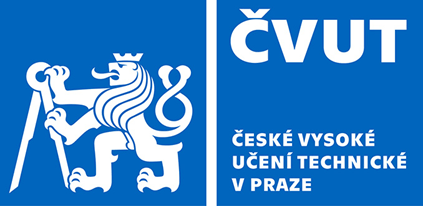 ČVUT
ČESKÉ VYSOKÉ
UČENÍ TECHNICKÉ
V PRAZE